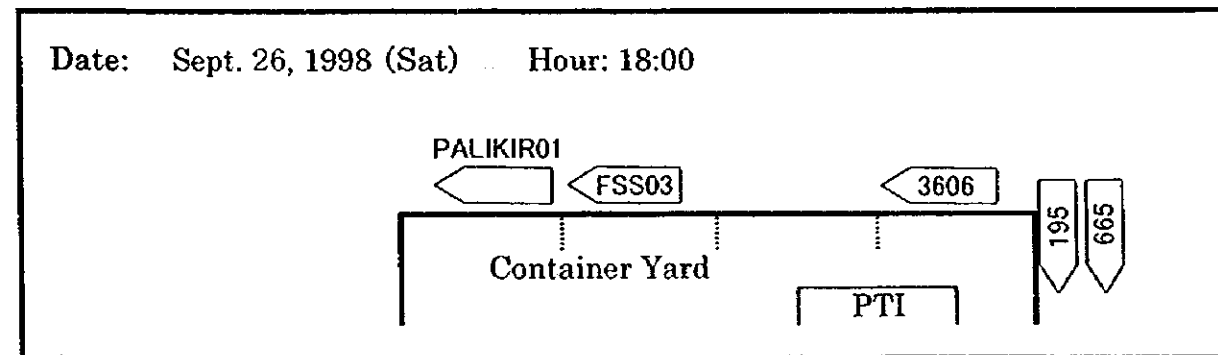 Date: Sept. 26, 1998 (Sat) Hour: 18:00
PALIKIR01
FSS03
3606
195
665
Container Yard
PTI